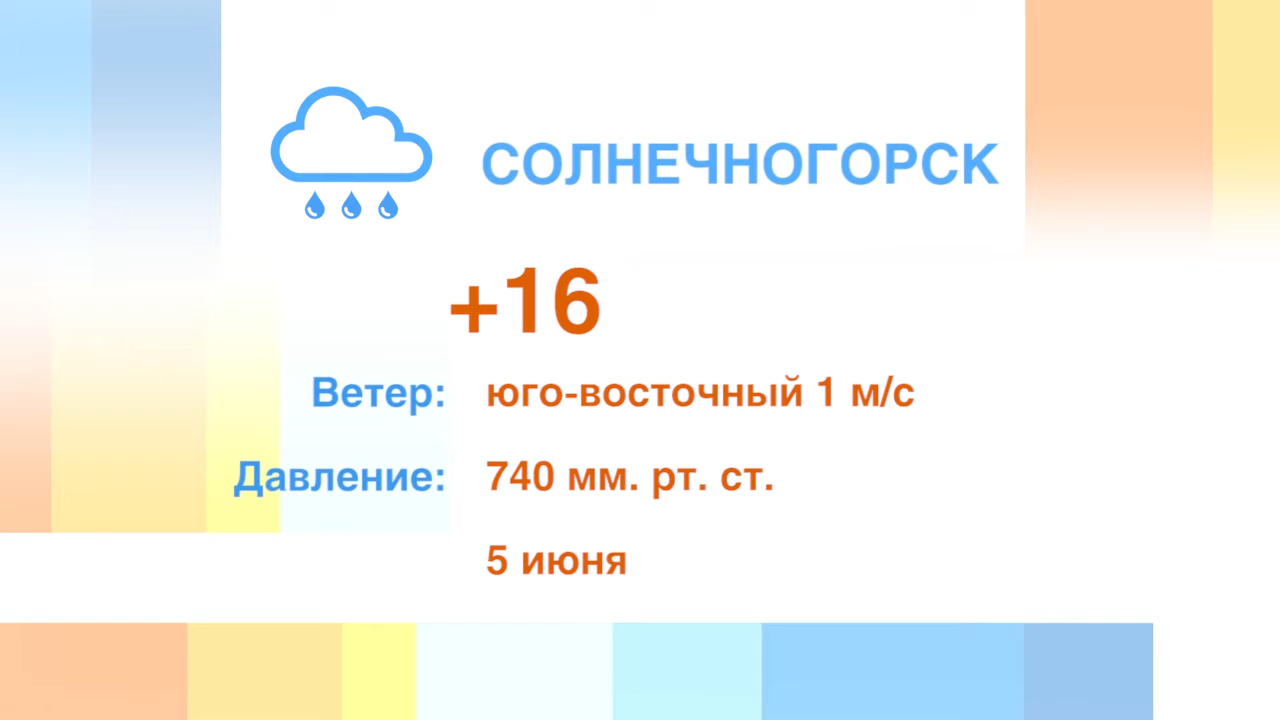 СОЛНЕЧНОГОРСК
+16
Ветер: юго-восточный 1 м/с
Давление: 740 мм. рт. ст.
5 июня